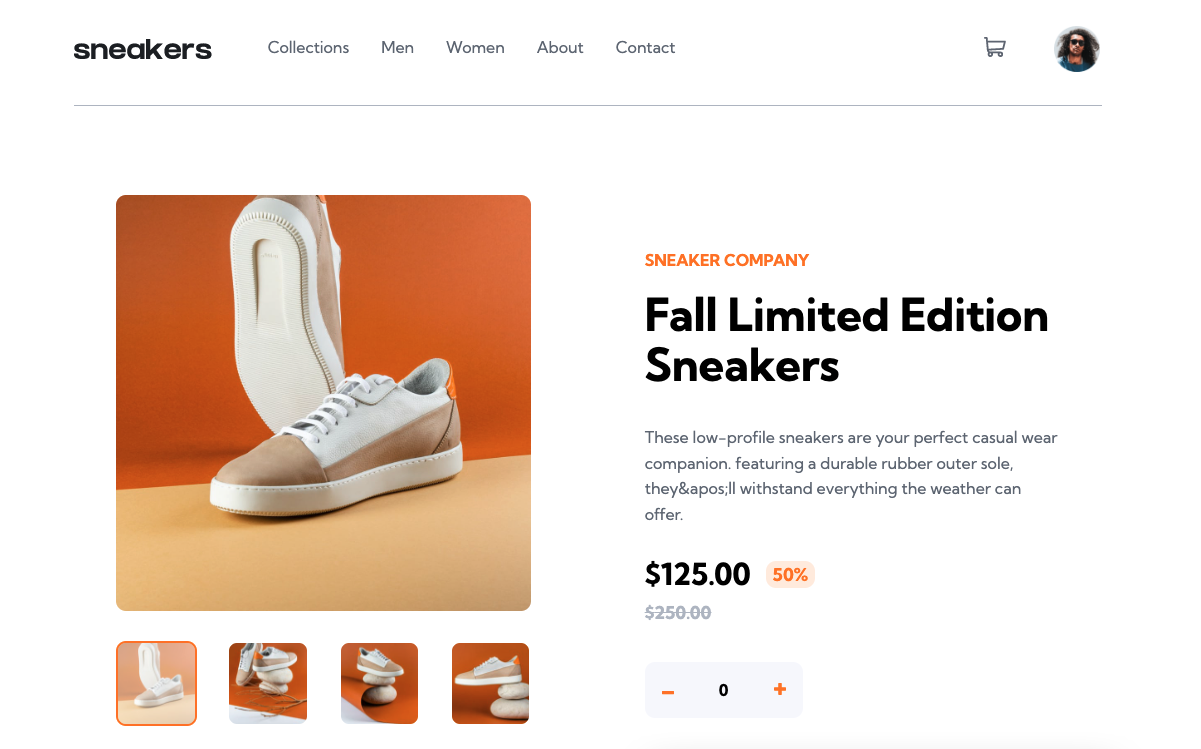 sneakers
Collections Men Women About Contact
SNEAKER COMPANY
Fall Limited Edition
Sneakers
These low-profile sneakers are your perfect casual wear
companion. featuring a durable rubber outer sole,
they&apos;ll withstand everything the weather can
offer.
$125.00 50%
$250.00
– 0 +